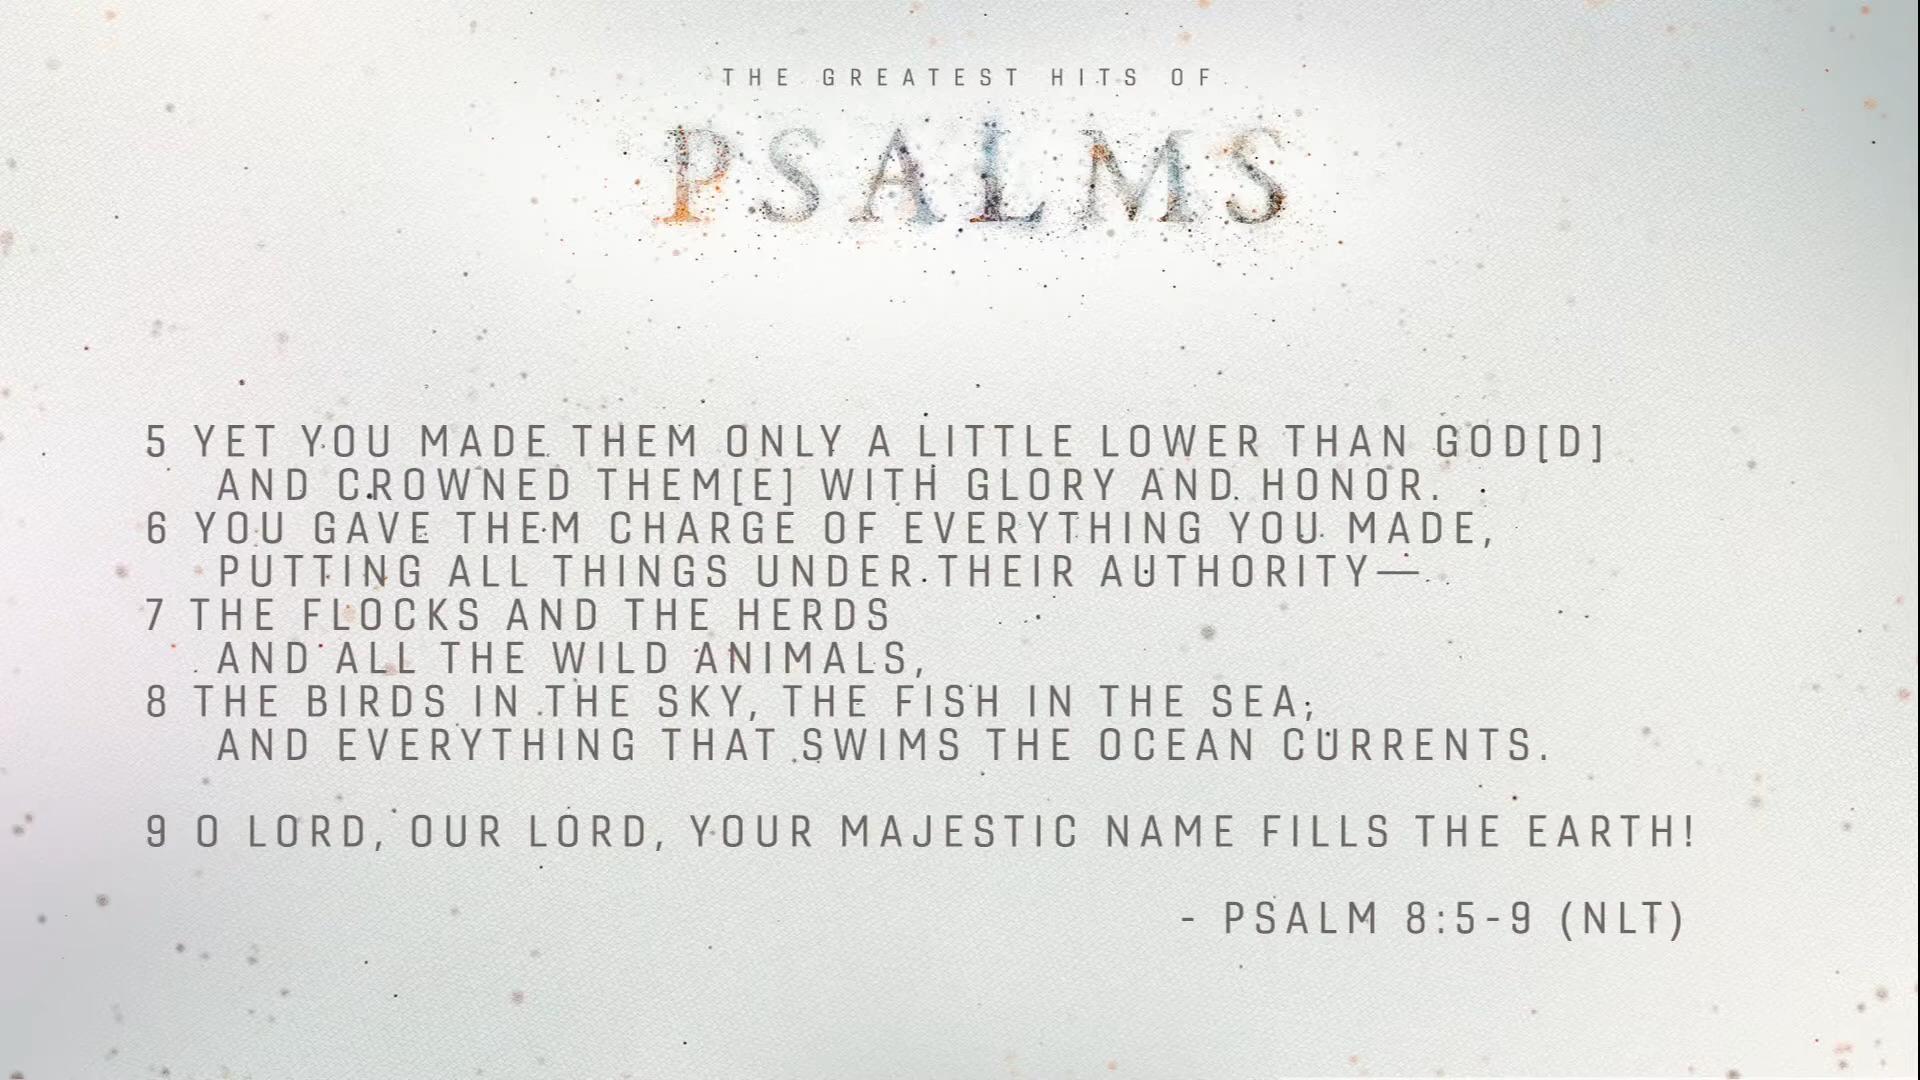 THE GREATEST HITS OF
PSALMS
5 YET YOU MADE THEM ONLY A LITTLE LOWER THAN GOD[D]
AND CROWNED THEM[E] WITH GLORY AND HONOR.
6 YOU GAVE THEM CHARGE OF EVERYTHING YOU MADE,
PUTTING ALL THINGS UNDER THEIR AUTHORITY—
7 THE FLOCKS AND THE HERDS
AND ALL THE WILD ANIMALS,
8 THE BIRDS IN THE SKY, THE FISH IN THE SEA;
AND EVERYTHING THAT SWIMS THE OCEAN CURRENTS.
9 O LORD, OUR LORD, YOUR MAJESTIC NAME FILLS THE EARTH!
- PSALM 8:5-9 (NLT)